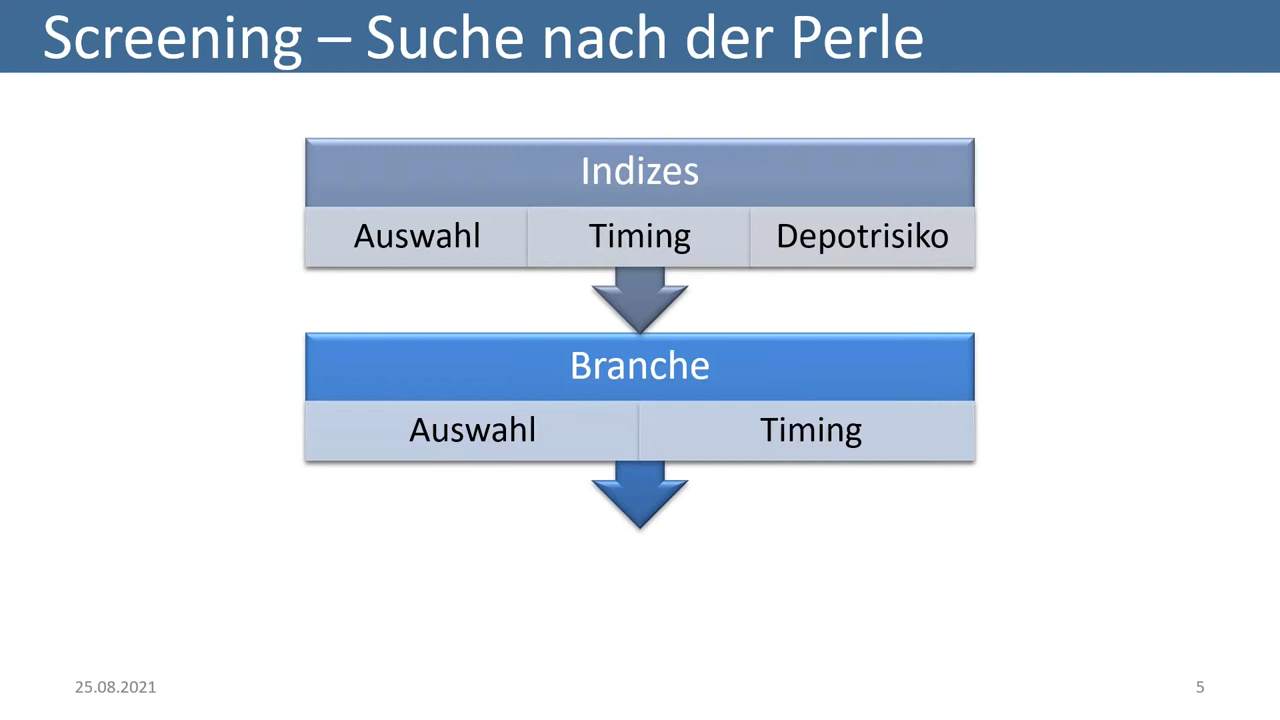 Screening – Suche nach der Perle
Indizes
Auswahl Timing Depotrisiko
Branche
Auswahl Timing
25.08.2021 5